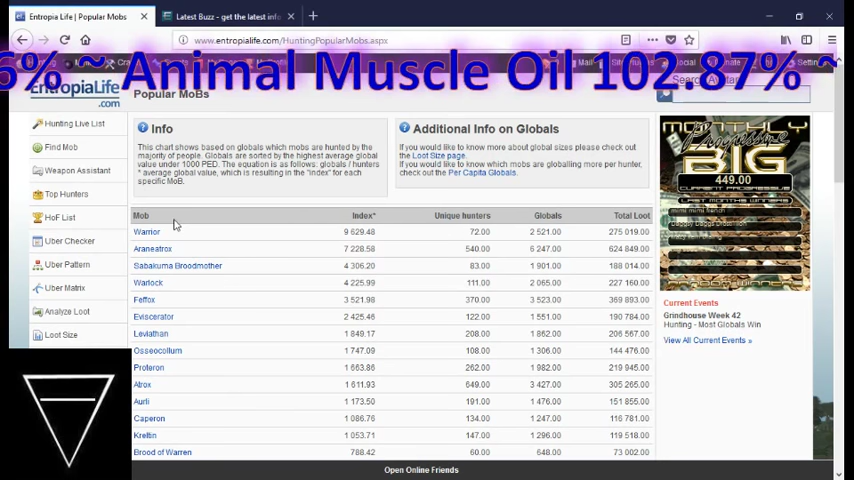 Entropia Life | Popular Mobs
Latest Buzz - get the latest info
www.entropialife.com/HuntingPopularMobs.aspx
6% ~ Animal Muscle Oil 102.87% ~
EntropiaLife
.com
Popular MoBs
Search Avatar
Hunting Live List
Find Mob
Weapon Assistant
Top Hunters
HoF List
Uber Checker
Uber Pattern
Uber Matrix
Analyze Loot
Loot Size
Info
This chart shows based on globals which mobs are hunted by the
majority of people. Globals are sorted by the highest average global
value under 1000 PED. The equation is as follows: globals / hunters
* average global value, which is resulting in the "index" for each
specific MoB.
Additional Info on Globals
If you would like to know more about global sizes please check out
the Loot Size page.
If you would like to know which mobs are globalling more per hunter,
check out the Per Capita Globals.
Mob Index* Unique hunters Globals Total Loot
Warrior 9 629.48 72.00 2 521.00 275 019.00
Araneatrox 7 228.58 540.00 6 247.00 624 849.00
Sabakuma Broodmother 4 306.20 83.00 1 901.00 188 014.00
Warlock 4 225.99 111.00 2 065.00 227 160.00
Feffox 3 521.98 370.00 3 523.00 369 893.00
Eviscerator 2 425.46 122.00 1 551.00 190 784.00
Leviathan 1 849.17 208.00 1 862.00 206 567.00
Osseocollum 1 747.09 108.00 1 306.00 144 476.00
Proteron 1 663.86 262.00 1 982.00 219 945.00
Atrox 1 611.93 649.00 3 427.00 305 265.00
Aurli 1 173.50 191.00 1 476.00 151 855.00
Caperon 1 086.76 134.00 1 247.00 116 781.00
Kreltin 1 053.71 147.00 1 296.00 119 518.00
Brood of Warren 788.42 60.00 648.00 73 002.00
MONTHLY
Progressive
BIG
449.00
CURRENT PROGRESSIVE
LAST MONTHS WINNERS
RANDOM WINNERS
Current Events
Grindhouse Week 42
Hunting - Most Globals Win
View All Current Events »
Open Online Friends